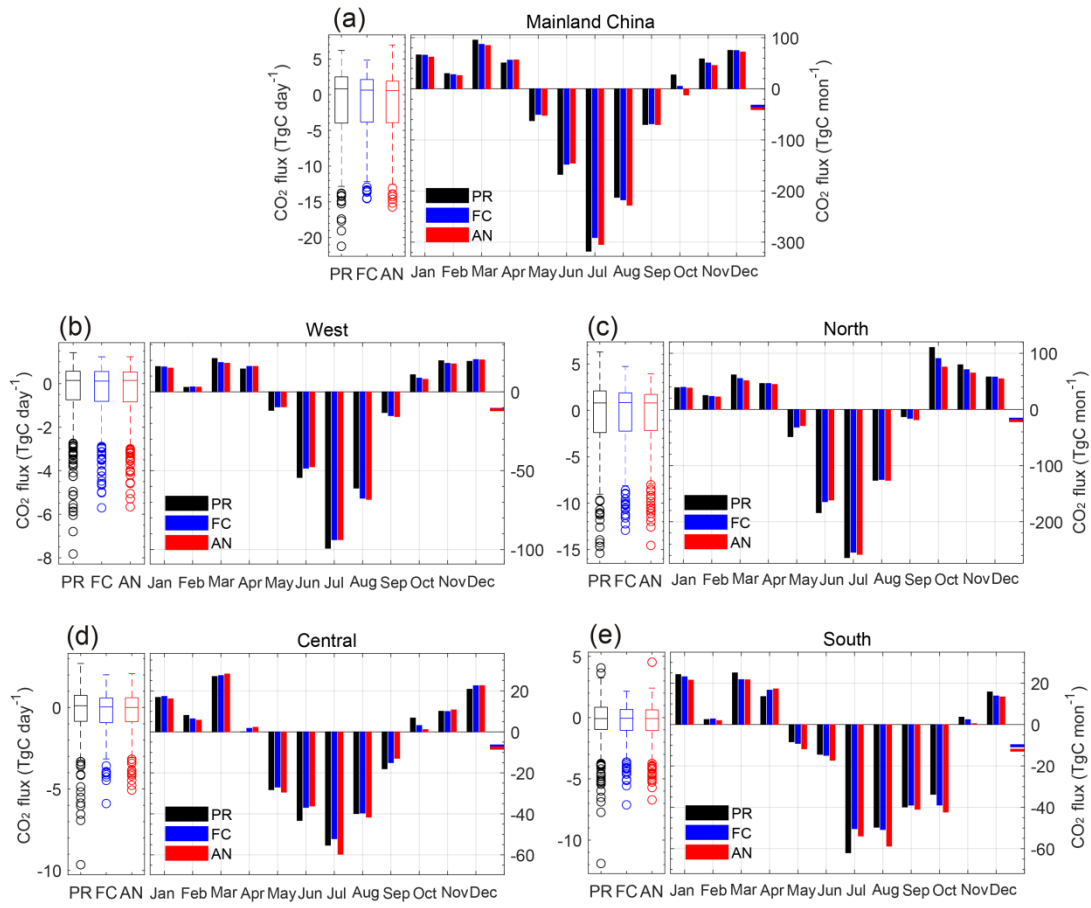 (a) Mainland China
CO₂ flux (TgC day⁻¹)
5
0
-5
-10
-15
-20
PR FC AN
PR
FC
AN
Jan Feb Mar Apr May Jun Jul Aug Sep Oct Nov Dec
100
0
-100
-200
-300
CO₂ flux (TgC mon⁻¹)
(b) West
CO₂ flux (TgC day⁻¹)
0
-2
-4
-6
-8
PR FC AN
PR
FC
AN
Jan Feb Mar Apr May Jun Jul Aug Sep Oct Nov Dec
0
-50
-100
(c) North
5
0
-5
-10
-15
PR FC AN
PR
FC
AN
Jan Feb Mar Apr May Jun Jul Aug Sep Oct Nov Dec
100
0
-100
-200
CO₂ flux (TgC mon⁻¹)
(d) Central
CO₂ flux (TgC day⁻¹)
0
-5
-10
PR FC AN
PR
FC
AN
Jan Feb Mar Apr May Jun Jul Aug Sep Oct Nov Dec
20
0
-20
-40
-60
(e) South
5
0
-5
-10
PR FC AN
PR
FC
AN
Jan Feb Mar Apr May Jun Jul Aug Sep Oct Nov Dec
20
0
-20
-40
-60
CO₂ flux (TgC mon⁻¹)